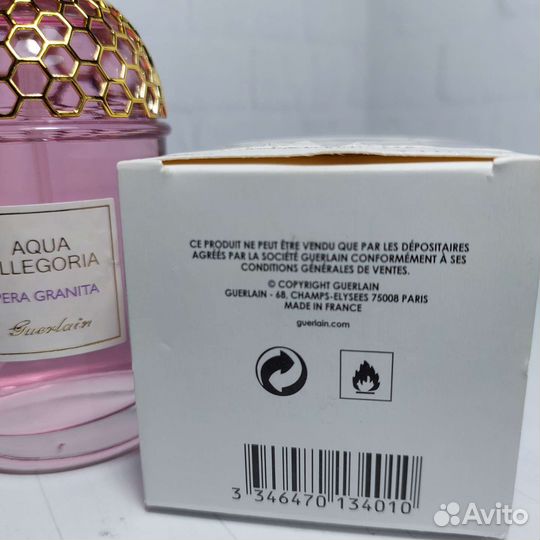 AQUA
LLEGORIA
PERA GRANITA
Guerlain
CE PRODUIT NE PEUT ÊTRE VENDU QUE PAR LES DÉPOSITAIRES
AGRÉÉS PAR LA SOCIÉTÉ GUERLAIN CONFORMÉMENT À SES
CONDITIONS GÉNÉRALES DE VENTES.
© COPYRIGHT GUERLAIN
GUERLAIN - 68, CHAMPS-ELYSEES 75008 PARIS
MADE IN FRANCE
guerlain.com
3 346470 134010
Avito